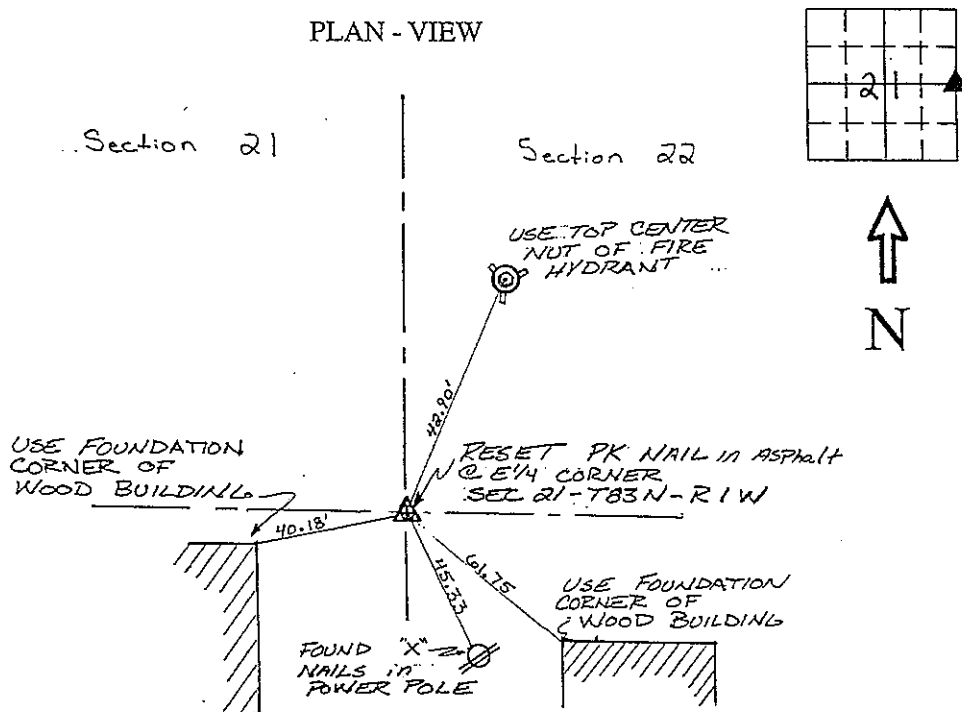 PLAN - VIEW
21
Section 21
Section 22
USE TOP CENTER
NUT OF FIRE
HYDRANT
N
42.90'
USE FOUNDATION
CORNER OF
WOOD BUILDING
RESET PK NAIL in ASPhalt
@ E 1/4 CORNER
SEC 21-T83N-R1W
40.18'
45.33
61.75
USE FOUNDATION
CORNER OF
WOOD BUILDING
FOUND "X"
NAILS in
POWER POLE